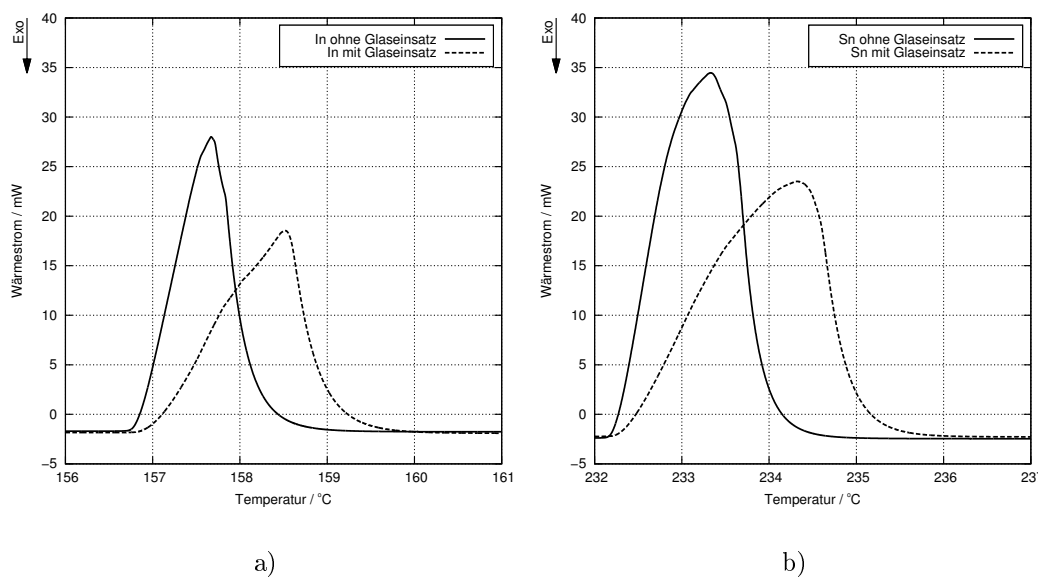 Exo
In ohne Glaseinsatz
In mit Glaseinsatz
40
35
30
25
20
15
10
5
0
−5
Wärmestrom / mW
156
157
158
159
160
161
Temperatur / °C
a)
Exo
Sn ohne Glaseinsatz
Sn mit Glaseinsatz
40
35
30
25
20
15
10
5
0
−5
Wärmestrom / mW
232
233
234
235
236
237
Temperatur / °C
b)